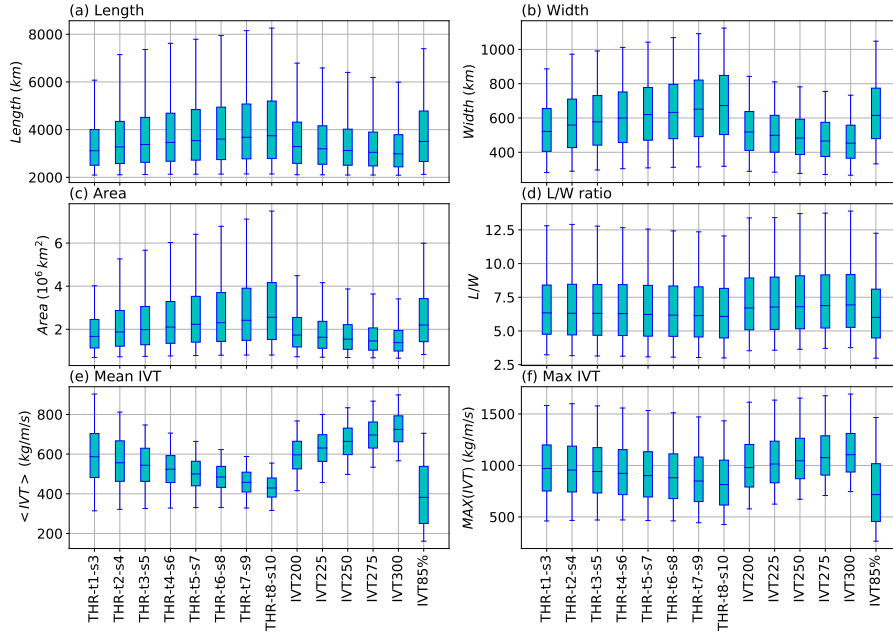 (a) Length
(b) Width
8000
6000
4000
2000
Length (km)
1000
800
600
400
Width (km)
(c) Area
(d) L/W ratio
6
4
2
Area (10⁶ km²)
12.5
10.0
7.5
5.0
2.5
L/W
(e) Mean IVT
(f) Max IVT
800
600
400
200
< IVT > (kg/m/s)
1500
1000
500
MAX(IVT) (kg/m/s)
THR-t1-s3
THR-t2-s4
THR-t3-s5
THR-t4-s6
THR-t5-s7
THR-t6-s8
THR-t7-s9
THR-t8-s10
IVT200
IVT225
IVT250
IVT275
IVT300
IVT85%
THR-t1-s3
THR-t2-s4
THR-t3-s5
THR-t4-s6
THR-t5-s7
THR-t6-s8
THR-t7-s9
THR-t8-s10
IVT200
IVT225
IVT250
IVT275
IVT300
IVT85%